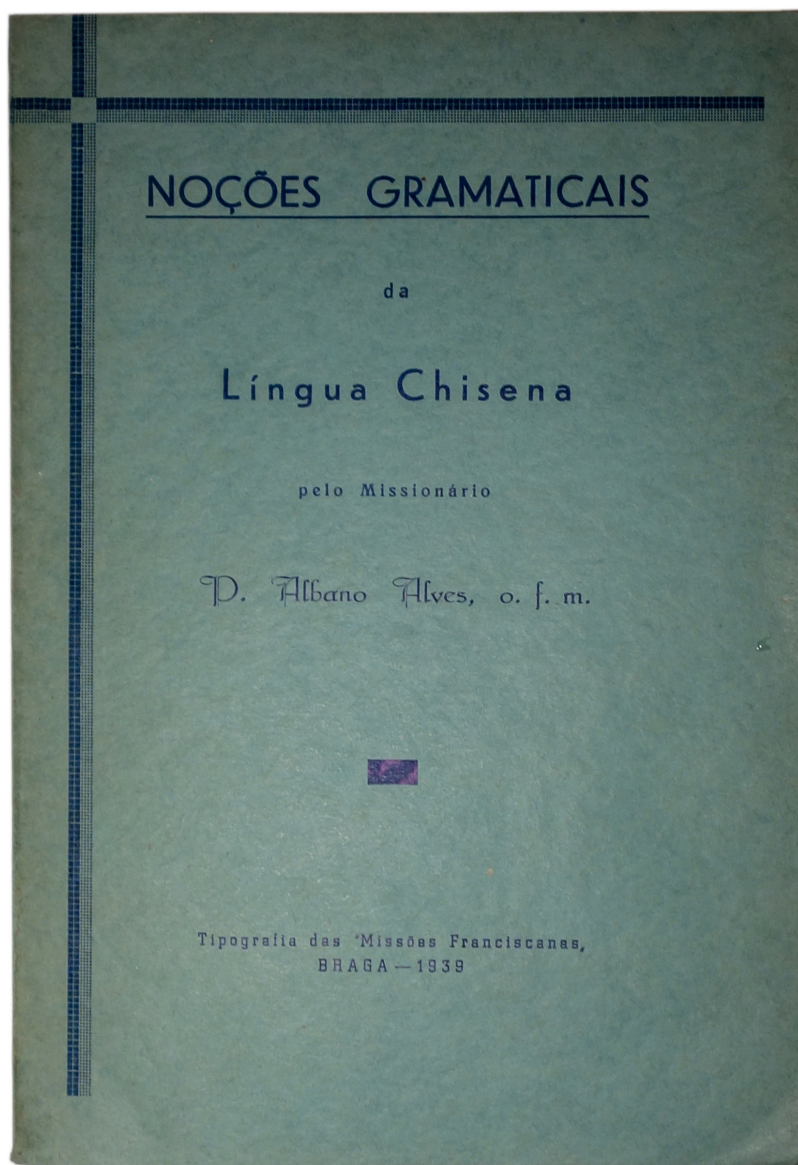 NOÇÕES GRAMATICAIS
da
Língua Chisena
pelo Missionário
P. Albano Alves, o. f. m.
Tipografia das Missões Franciscanas,
BRAGA — 1939